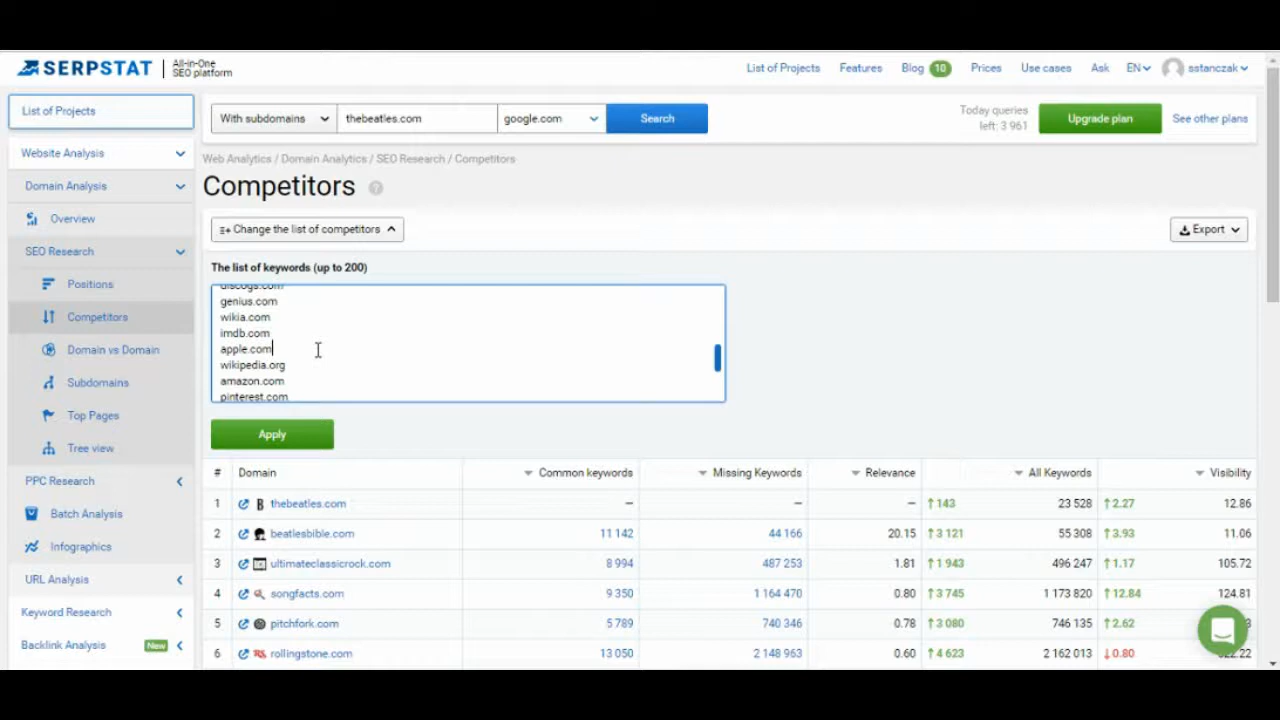 SERPSTAT All-in-One SEO platform
List of Projects Features Blog 10 Prices Use cases Ask EN sstanczak
List of Projects
Website Analysis
Domain Analysis
Overview
SEO Research
Positions
Competitors
Domain vs Domain
Subdomains
Top Pages
Tree view
PPC Research
Batch Analysis
Infographics
URL Analysis
Keyword Research
Backlink Analysis New
With subdomains thebeatles.com google.com Search
Today queries left: 3 961
Upgrade plan See other plans
Web Analytics / Domain Analytics / SEO Research / Competitors
Competitors ?
Change the list of competitors Export
The list of keywords (up to 200)
discogs.com
genius.com
wikia.com
imdb.com
apple.com
wikipedia.org
amazon.com
pinterest.com
Apply
# Domain Common keywords Missing Keywords Relevance All Keywords Visibility
1 thebeatles.com – – – ↑143 23 528 ↑2.27 12.86
2 beatlesbible.com 11 142 44 166 20.15 ↑3 121 55 308 ↑3.93 11.06
3 ultimateclassicrock.com 8 994 487 253 1.81 ↑1 943 496 247 ↑1.17 105.72
4 songfacts.com 9 350 1 164 470 0.80 ↑3 745 1 173 820 ↑12.84 124.81
5 pitchfork.com 5 789 740 346 0.78 ↑3 080 746 135 ↑2.62
6 rollingstone.com 13 050 2 148 963 0.60 ↑4 623 2 162 013 ↓0.80